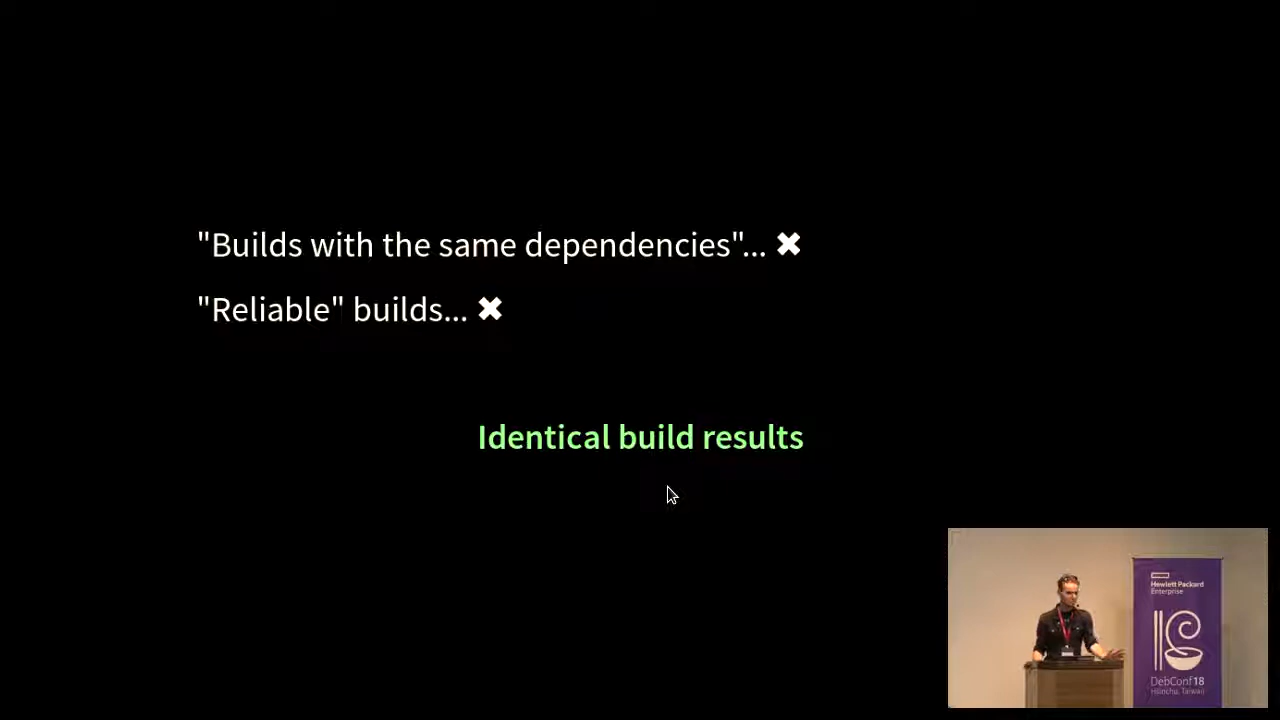 "Builds with the same dependencies"... ✖
"Reliable" builds... ✖
Identical build results
Hewlett Packard
Enterprise
DebConf18
Hsinchu, Taiwan